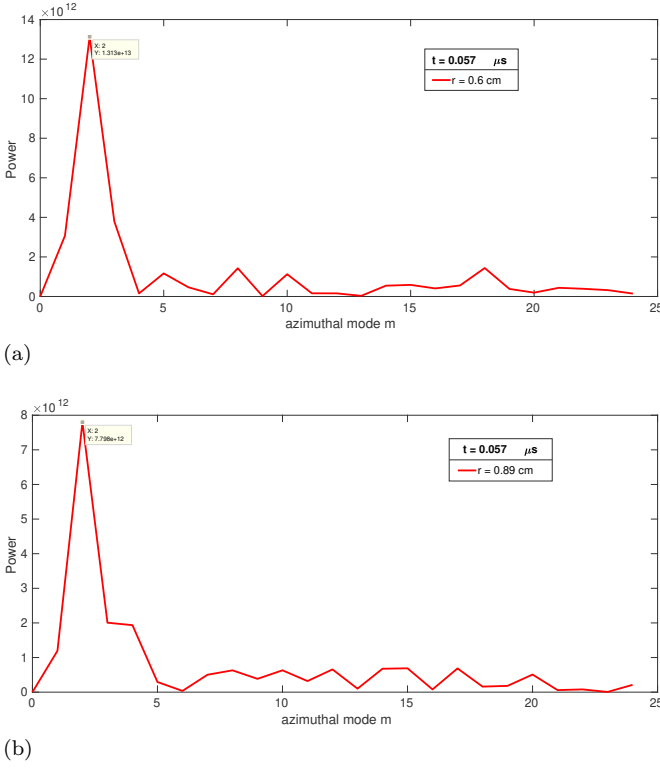 ×10^12
14
12
10
8
6
4
2
0
Power
X: 2
Y: 1.313e+13
t = 0.057 μs
r = 0.6 cm
0 5 10 15 20 25
azimuthal mode m
(a)
×10^12
8
7
6
5
4
3
2
1
0
Power
X: 2
Y: 7.798e+12
t = 0.057 μs
r = 0.89 cm
0 5 10 15 20 25
azimuthal mode m
(b)